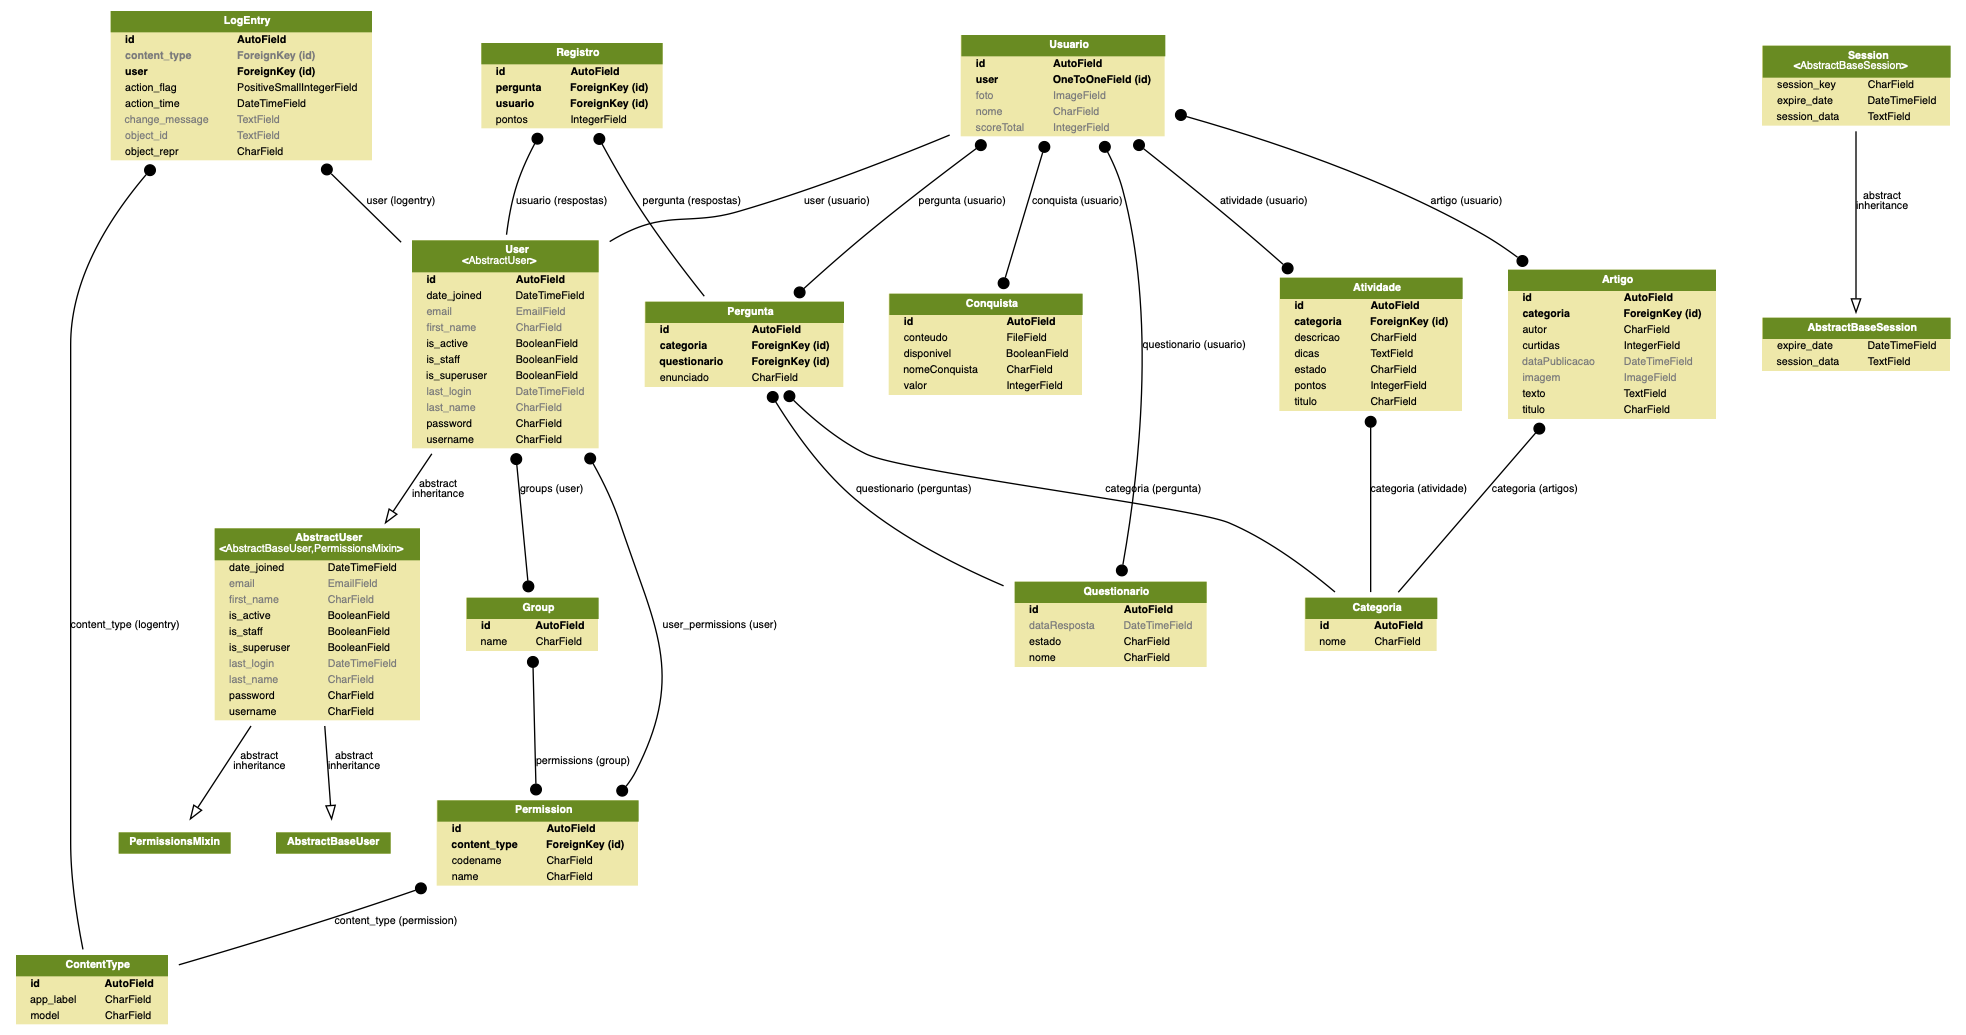 LogEntry
id AutoField
content_type ForeignKey (id)
user ForeignKey (id)
action_flag PositiveSmallIntegerField
action_time DateTimeField
change_message TextField
object_id TextField
object_repr CharField
Registro
id AutoField
pergunta ForeignKey (id)
usuario ForeignKey (id)
pontos IntegerField
Usuario
id AutoField
user OneToOneField (id)
foto ImageField
nome CharField
scoreTotal IntegerField
Session
<AbstractBaseSession>
session_key CharField
expire_date DateTimeField
session_data TextField
user (logentry)
usuario (respostas)
pergunta (respostas)
user (usuario)
pergunta (usuario)
conquista (usuario)
atividade (usuario)
artigo (usuario)
abstract
inheritance
User
<AbstractUser>
id AutoField
date_joined DateTimeField
email EmailField
first_name CharField
is_active BooleanField
is_staff BooleanField
is_superuser BooleanField
last_login DateTimeField
last_name CharField
password CharField
username CharField
Pergunta
id AutoField
categoria ForeignKey (id)
questionario ForeignKey (id)
enunciado CharField
Conquista
id AutoField
conteudo FileField
disponivel BooleanField
nomeConquista CharField
valor IntegerField
questionario (usuario)
Atividade
id AutoField
categoria ForeignKey (id)
descricao CharField
dicas TextField
estado CharField
pontos IntegerField
titulo CharField
Artigo
id AutoField
categoria ForeignKey (id)
autor CharField
curtidas IntegerField
dataPublicacao DateTimeField
imagem ImageField
texto TextField
titulo CharField
AbstractBaseSession
expire_date DateTimeField
session_data TextField
abstract
inheritance
groups (user)
questionario (perguntas)
categoria (pergunta)
categoria (atividade)
categoria (artigos)
AbstractUser
<AbstractBaseUser,PermissionsMixin>
date_joined DateTimeField
email EmailField
first_name CharField
is_active BooleanField
is_staff BooleanField
is_superuser BooleanField
last_login DateTimeField
last_name CharField
password CharField
username CharField
Group
id AutoField
name CharField
Questionario
id AutoField
dataResposta DateTimeField
estado CharField
nome CharField
Categoria
id AutoField
nome CharField
content_type (logentry)
user_permissions (user)
abstract
inheritance
abstract
inheritance
permissions (group)
PermissionsMixin
AbstractBaseUser
Permission
id AutoField
content_type ForeignKey (id)
codename CharField
name CharField
content_type (permission)
ContentType
id AutoField
app_label CharField
model CharField